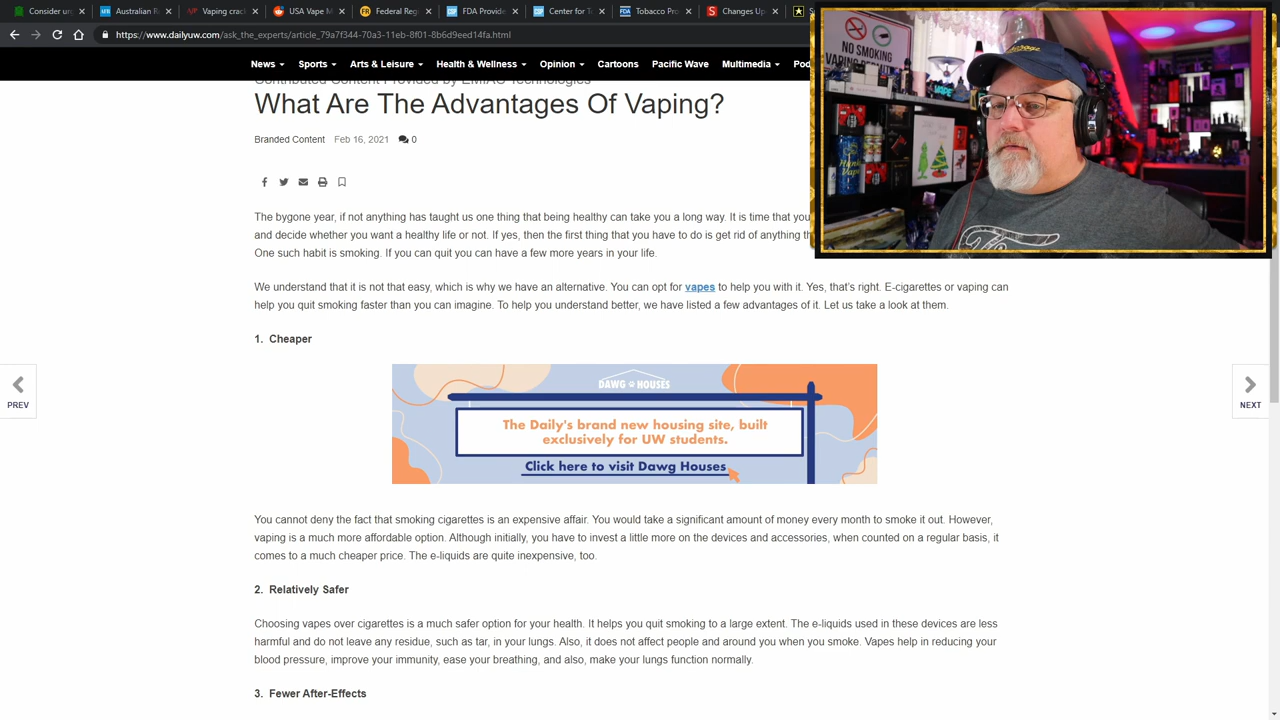 Consider un
Australian R
Vaping crac
USA Vape M
Federal Reg
FDA Provide
Center for T
Tobacco Pro
Changes Up
https://www.dailyuw.com/ask_the_experts/article_79a7f344-70a3-11eb-8f01-8b6d9eed14fa.html
News Sports Arts & Leisure Health & Wellness Opinion Cartoons Pacific Wave Multimedia
Contributed Content Provided by EMIAC Technologies
What Are The Advantages Of Vaping?
Branded Content Feb 16, 2021 0
The bygone year, if not anything has taught us one thing that being healthy can take you a long way. It is time that you
and decide whether you want a healthy life or not. If yes, then the first thing that you have to do is get rid of anything th
One such habit is smoking. If you can quit you can have a few more years in your life.
We understand that it is not that easy, which is why we have an alternative. You can opt for vapes to help you with it. Yes, that's right. E-cigarettes or vaping can
help you quit smoking faster than you can imagine. To help you understand better, we have listed a few advantages of it. Let us take a look at them.
1. Cheaper
DAWG HOUSES
The Daily's brand new housing site, built
exclusively for UW students.
Click here to visit Dawg Houses
PREV
NEXT
You cannot deny the fact that smoking cigarettes is an expensive affair. You would take a significant amount of money every month to smoke it out. However,
vaping is a much more affordable option. Although initially, you have to invest a little more on the devices and accessories, when counted on a regular basis, it
comes to a much cheaper price. The e-liquids are quite inexpensive, too.
2. Relatively Safer
Choosing vapes over cigarettes is a much safer option for your health. It helps you quit smoking to a large extent. The e-liquids used in these devices are less
harmful and do not leave any residue, such as tar, in your lungs. Also, it does not affect people and around you when you smoke. Vapes help in reducing your
blood pressure, improve your immunity, ease your breathing, and also, make your lungs function normally.
3. Fewer After-Effects
NO SMOKING
VAPING PERMIT
VAPE